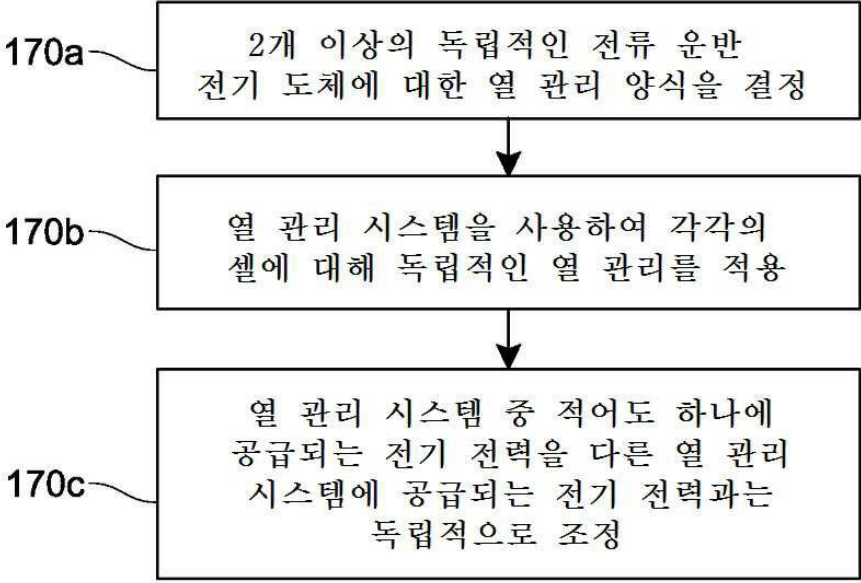 170a
2개 이상의 독립적인 전류 운반
전기 도체에 대한 열 관리 양식을 결정
170b
열 관리 시스템을 사용하여 각각의
셀에 대해 독립적인 열 관리를 적용
170c
열 관리 시스템 중 적어도 하나에
공급되는 전기 전력을 다른 열 관리
시스템에 공급되는 전기 전력과는
독립적으로 조정